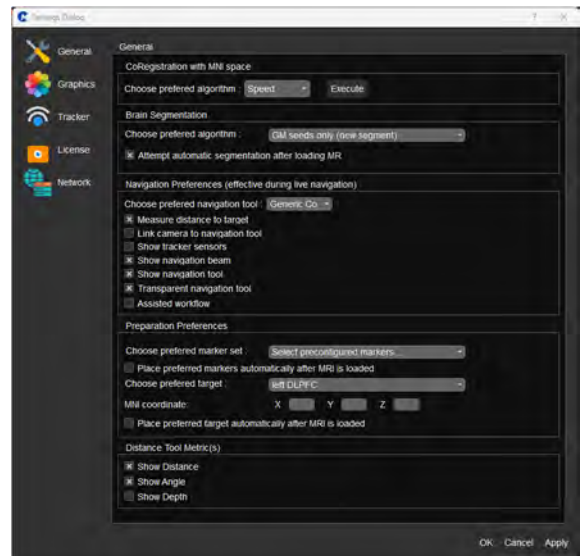 Settings Dialog
? X
General
Graphics
Tracker
License
Network
General
CoRegistration with MNI space
Choose prefered algorithm : Speed Execute
Brain Segmentation
Choose prefered algorithm : GM seeds only (new segment)
Attempt automatic segmentation after loading MR
Navigation Preferences (effective during live navigation)
Choose prefered navigation tool : Generic Co
Measure distance to target
Link camera to navigation tool
Show tracker sensors
Show navigation beam
Show navigation tool
Transparent navigation tool
Assisted workflow
Preparation Preferences
Choose prefered marker set : Select preconfigured markers...
Place preferred markers automatically after MRI is loaded
Choose prefered target : left DLPFC
MNI coordinate: X Y Z
Place preferred target automatically after MRI is loaded
Distance Tool Metric(s)
Show Distance
Show Angle
Show Depth
OK Cancel Apply